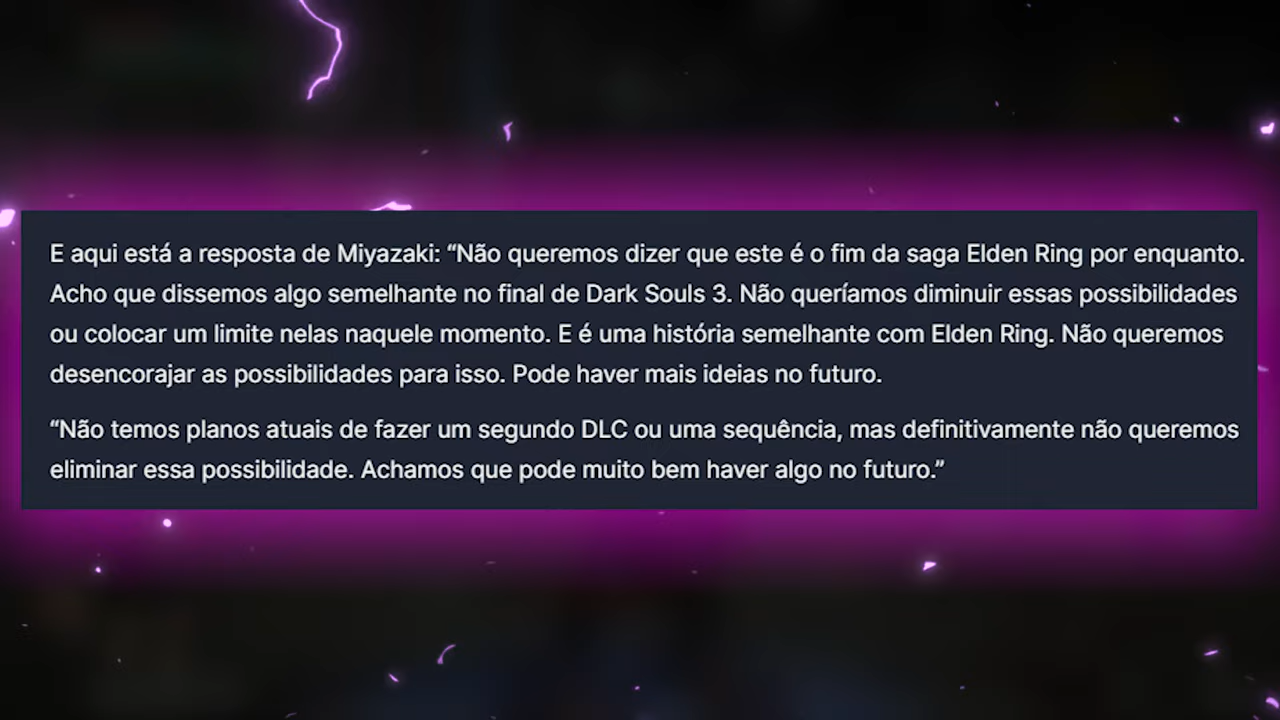 E aqui está a resposta de Miyazaki: “Não queremos dizer que este é o fim da saga Elden Ring por enquanto.
Acho que dissemos algo semelhante no final de Dark Souls 3. Não queríamos diminuir essas possibilidades
ou colocar um limite nelas naquele momento. E é uma história semelhante com Elden Ring. Não queremos
desencorajar as possibilidades para isso. Pode haver mais ideias no futuro.
“Não temos planos atuais de fazer um segundo DLC ou uma sequência, mas definitivamente não queremos
eliminar essa possibilidade. Achamos que pode muito bem haver algo no futuro.”